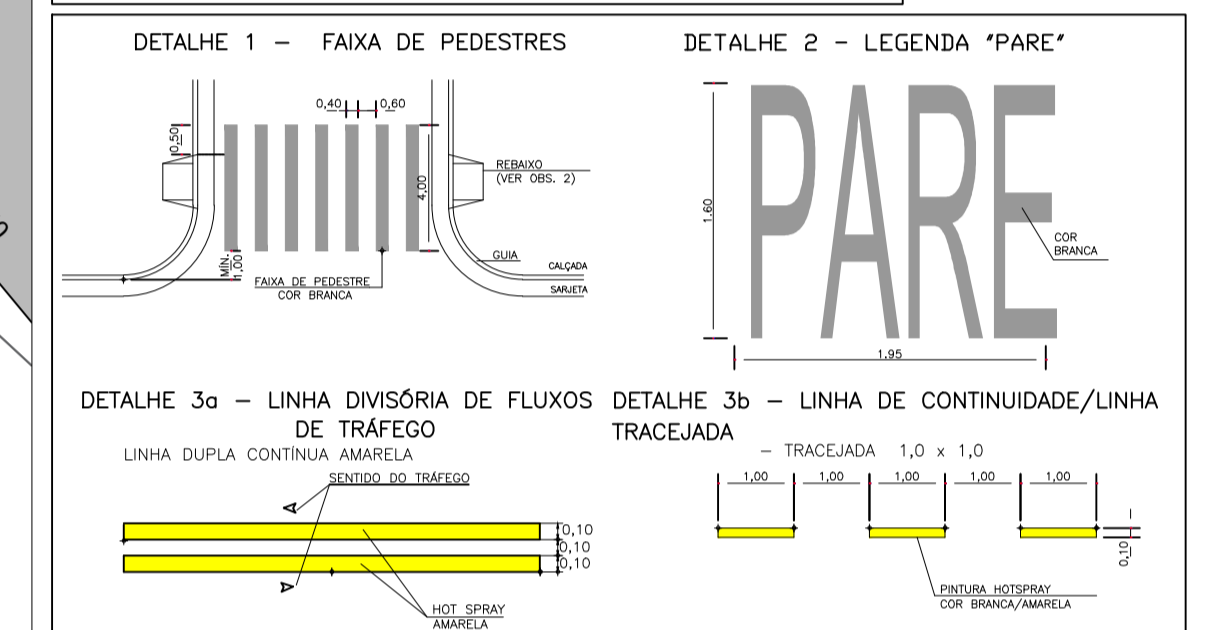 DETALHE 1 – FAIXA DE PEDESTRES
0,40
0,60
0,50
4,00
REBAIXO
(VER OBS. 2)
MÍN.
1,00
GUIA
CALÇADA
SARJETA
FAIXA DE PEDESTRE
COR BRANCA
DETALHE 2 – LEGENDA "PARE"
PARE
1.60
COR
BRANCA
1.95
DETALHE 3a – LINHA DIVISÓRIA DE FLUXOS
DE TRÁFEGO
LINHA DUPLA CONTÍNUA AMARELA
SENTIDO DO TRÁFEGO
0,10
0,10
0,10
HOT SPRAY
AMARELA
DETALHE 3b – LINHA DE CONTINUIDADE/LINHA
TRACEJADA
– TRACEJADA 1,0 x 1,0
1,00 1,00 1,00 1,00 1,00
0,10
PINTURA HOTSPRAY
COR BRANCA/AMARELA